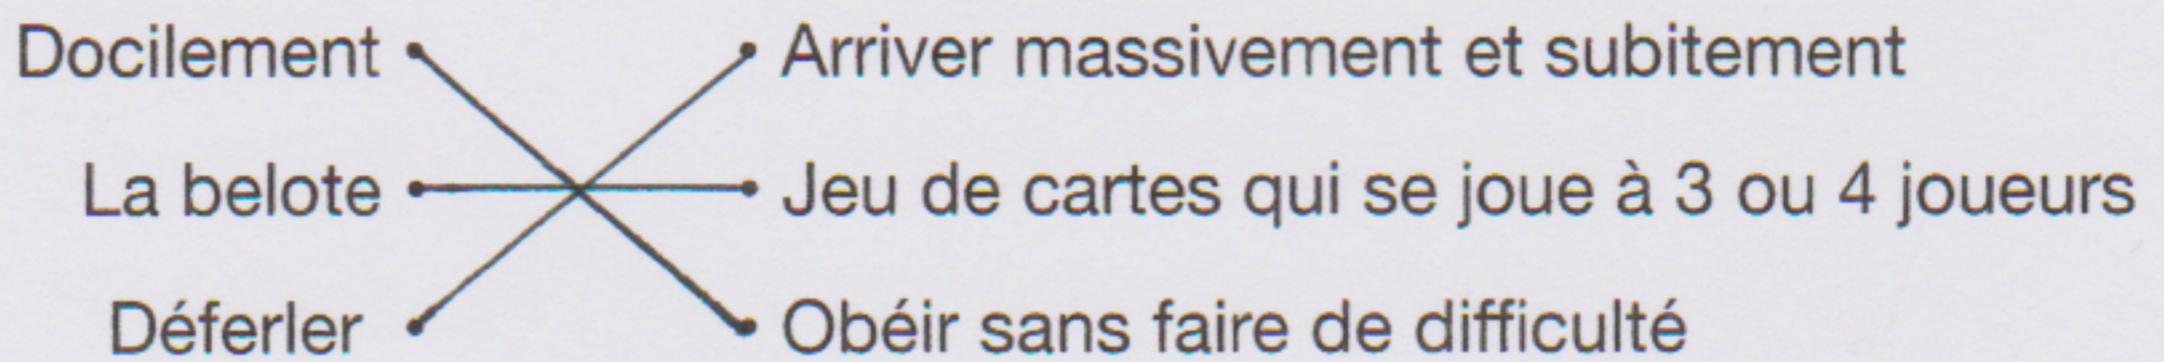 Docilement Arriver massivement et subitement
La belote Jeu de cartes qui se joue à 3 ou 4 joueurs
Déferler Obéir sans faire de difficulté